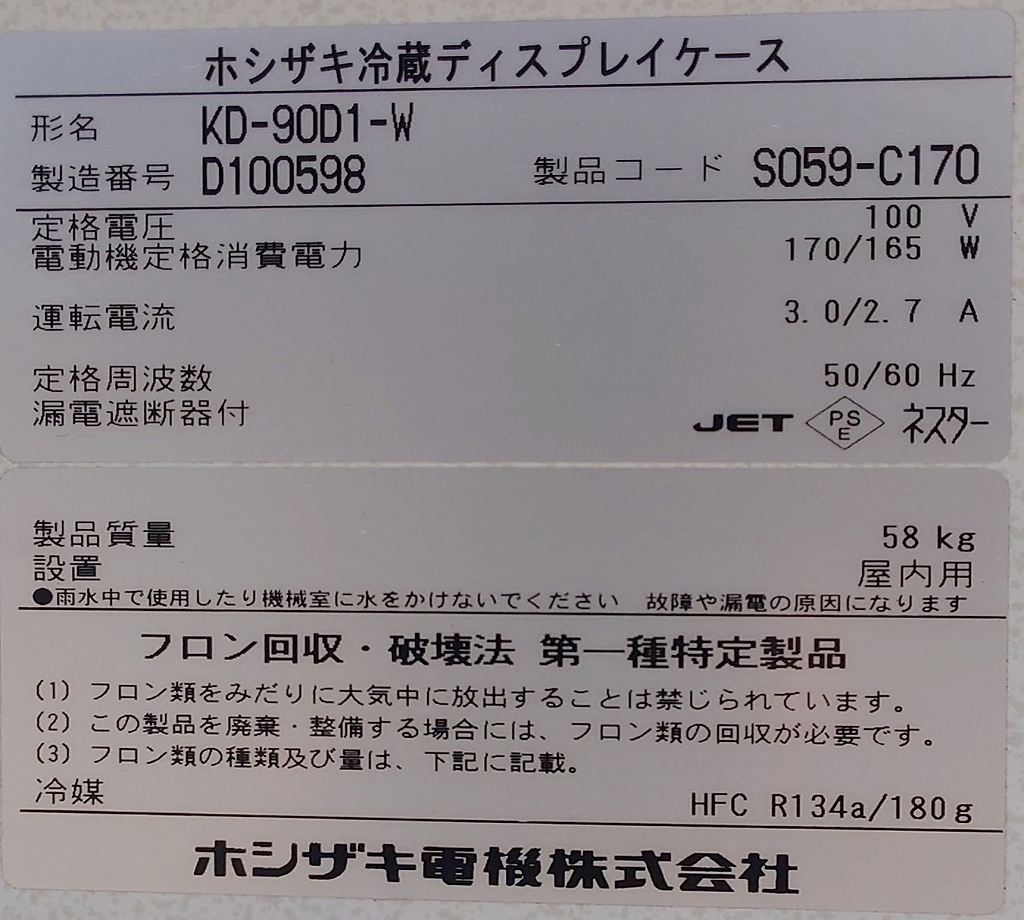 ホシザキ冷蔵ディスプレイケース
形名 KD-90D1-W
製造番号 D100598 製品コード S059-C170
定格電圧 100 V
電動機定格消費電力 170/165 W
運転電流 3.0/2.7 A
定格周波数 50/60 Hz
漏電遮断器付 JET PSE ネスター
製品質量 58 kg
設置 屋内用
●雨水中で使用したり機械室に水をかけないでください 故障や漏電の原因になります
フロン回収・破壊法 第一種特定製品
(1) フロン類をみだりに大気中に放出することは禁じられています。
(2) この製品を廃棄・整備する場合には、フロン類の回収が必要です。
(3) フロン類の種類及び量は、下記に記載。
冷媒 HFC R134a/180g
ホシザキ電機株式会社